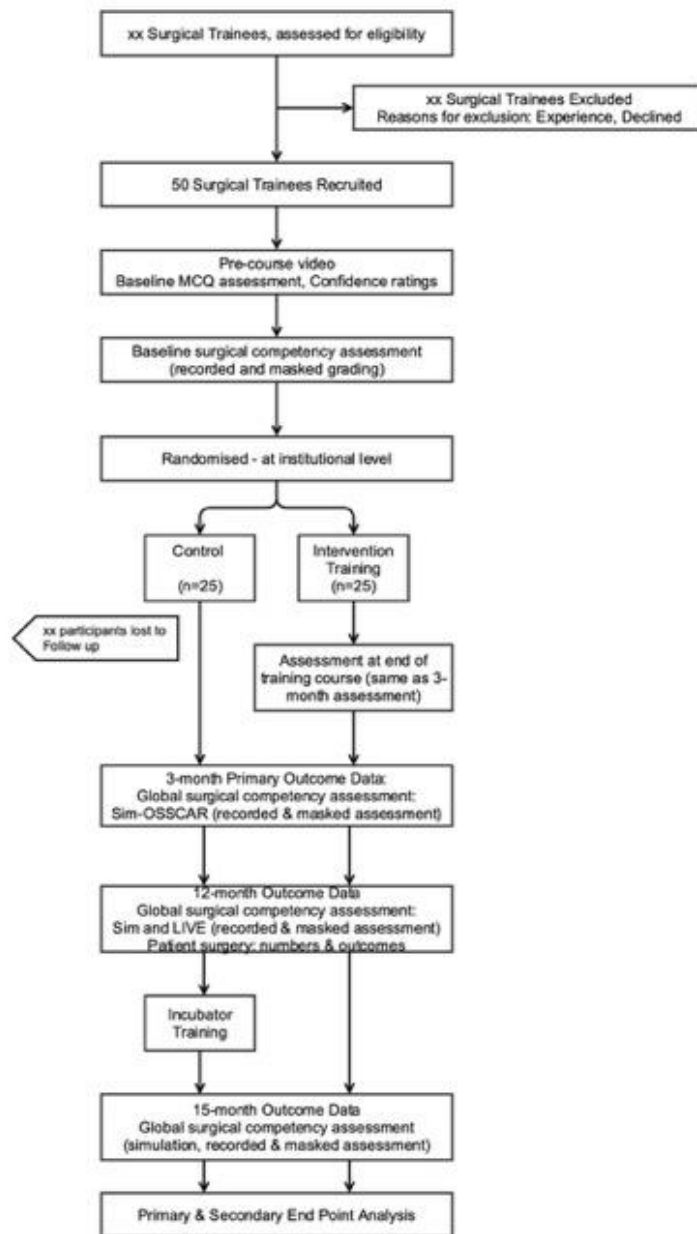 xx Surgical Trainees, assessed for eligibility
xx Surgical Trainees Excluded
Reasons for exclusion: Experience, Declined
50 Surgical Trainees Recruited
Pre-course video
Baseline MCQ assessment, Confidence ratings
Baseline surgical competency assessment
(recorded and masked grading)
Randomised - at institutional level
Control
(n=25)
Intervention
Training
(n=25)
xx participants lost to
Follow up
Assessment at end of
training course (same as 3-
month assessment)
3-month Primary Outcome Data:
Global surgical competency assessment:
Sim-OSSCAR (recorded & masked assessment)
12-month Outcome Data
Global surgical competency assessment:
Sim and LIVE (recorded & masked assessment)
Patient surgery: numbers & outcomes
Incubator
Training
15-month Outcome Data
Global surgical competency assessment
(simulation, recorded & masked assessment)
Primary & Secondary End Point Analysis